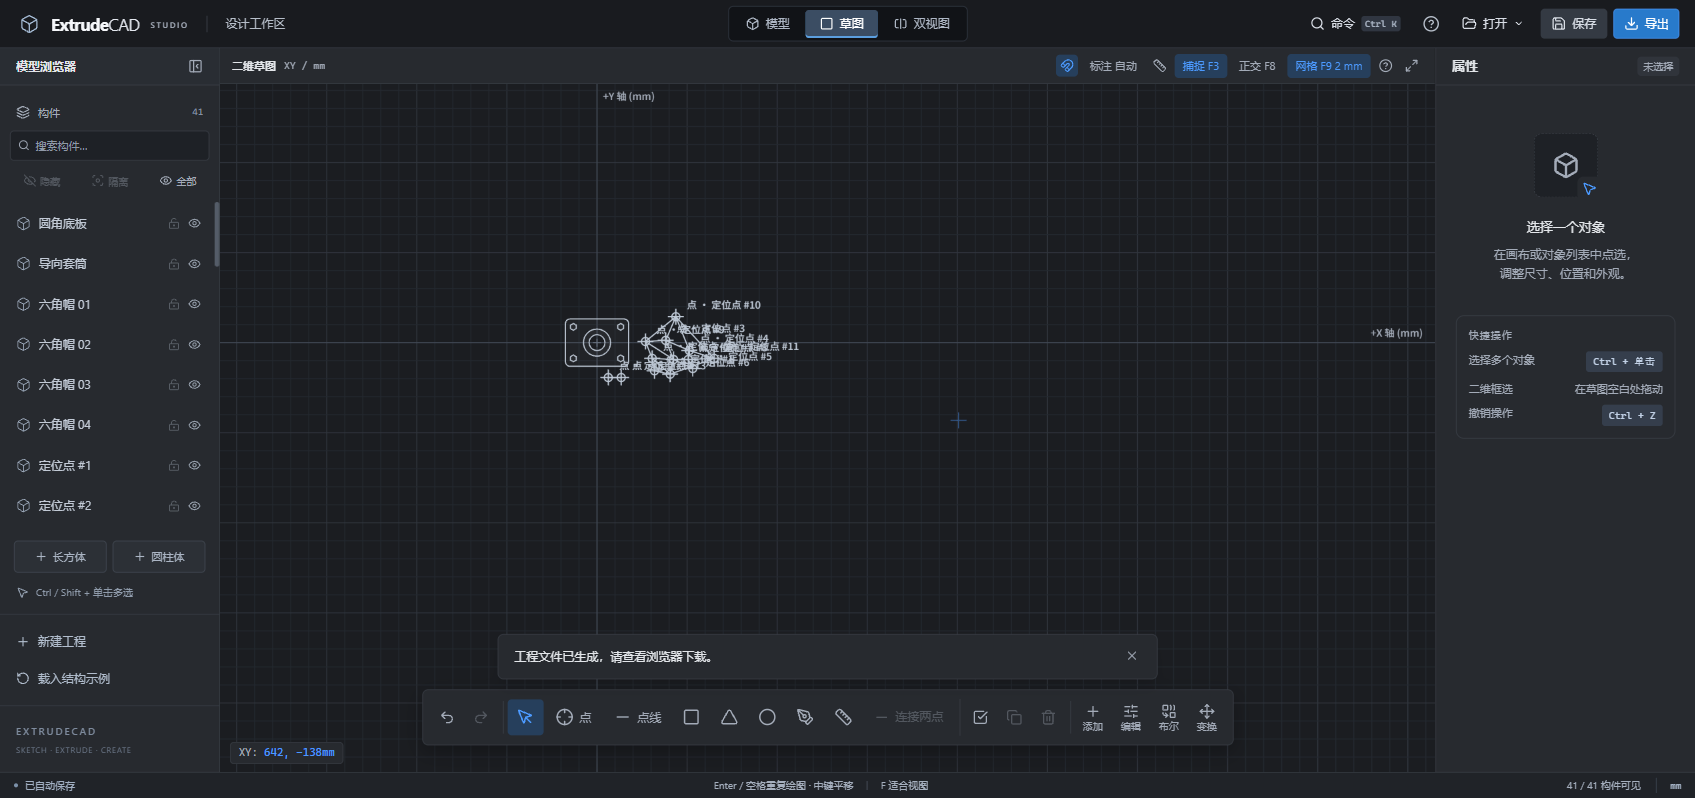 ExtrudeCAD STUDIO 设计工作区 模型 草图 双视图 命令 Ctrl K 打开 保存 导出
模型浏览器
构件 41
搜索构件...
隐藏 隔离 全部
圆角底板
导向套筒
六角帽 01
六角帽 02
六角帽 03
六角帽 04
定位点 #1
定位点 #2
长方体 圆柱体
Ctrl / Shift + 单击多选
新建工程
载入结构示例
EXTRUDECAD
SKETCH · EXTRUDE · CREATE
二维草图 XY / mm 标注 自动 捕捉 F3 正交 F8 网格 F9 2 mm
+Y 轴 (mm)
点 · 定位点 #10
定位点 #3
点 · 定位点 #4
#11
定位点 #5
定位点 #6
+X 轴 (mm)
工程文件已生成，请查看浏览器下载。
点 点线 连接两点 添加 编辑 布尔 变换
XY: 642, -138mm
属性 未选择
选择一个对象
在画布或对象列表中点选，
调整尺寸、位置和外观。
快捷操作
选择多个对象 Ctrl + 单击
二维框选 在草图空白处拖动
撤销操作 Ctrl + Z
已自动保存 Enter / 空格重复绘图 · 中键平移 F 适合视图 41 / 41 构件可见 mm